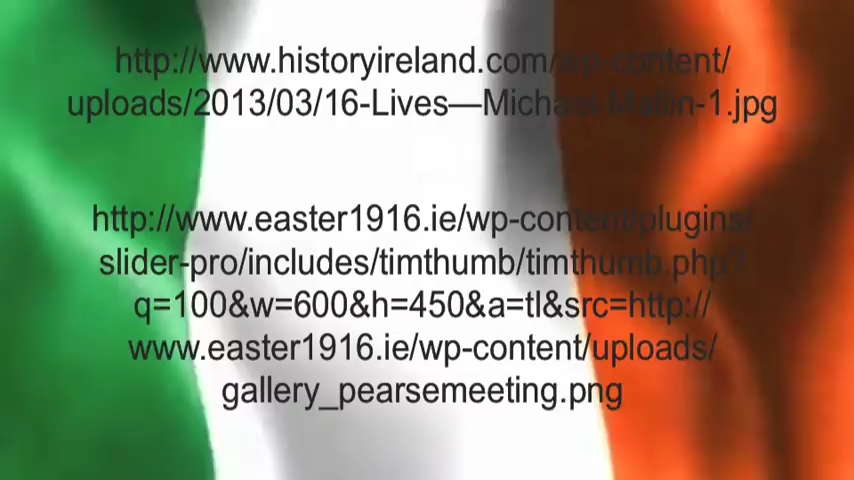 http://www.historyireland.com/wp-content/
uploads/2013/03/16-Lives—Michael-Mallin-1.jpg
http://www.easter1916.ie/wp-content/plugins/
slider-pro/includes/timthumb/timthumb.php?
q=100&w=600&h=450&a=tl&src=http://
www.easter1916.ie/wp-content/uploads/
gallery_pearsemeeting.png